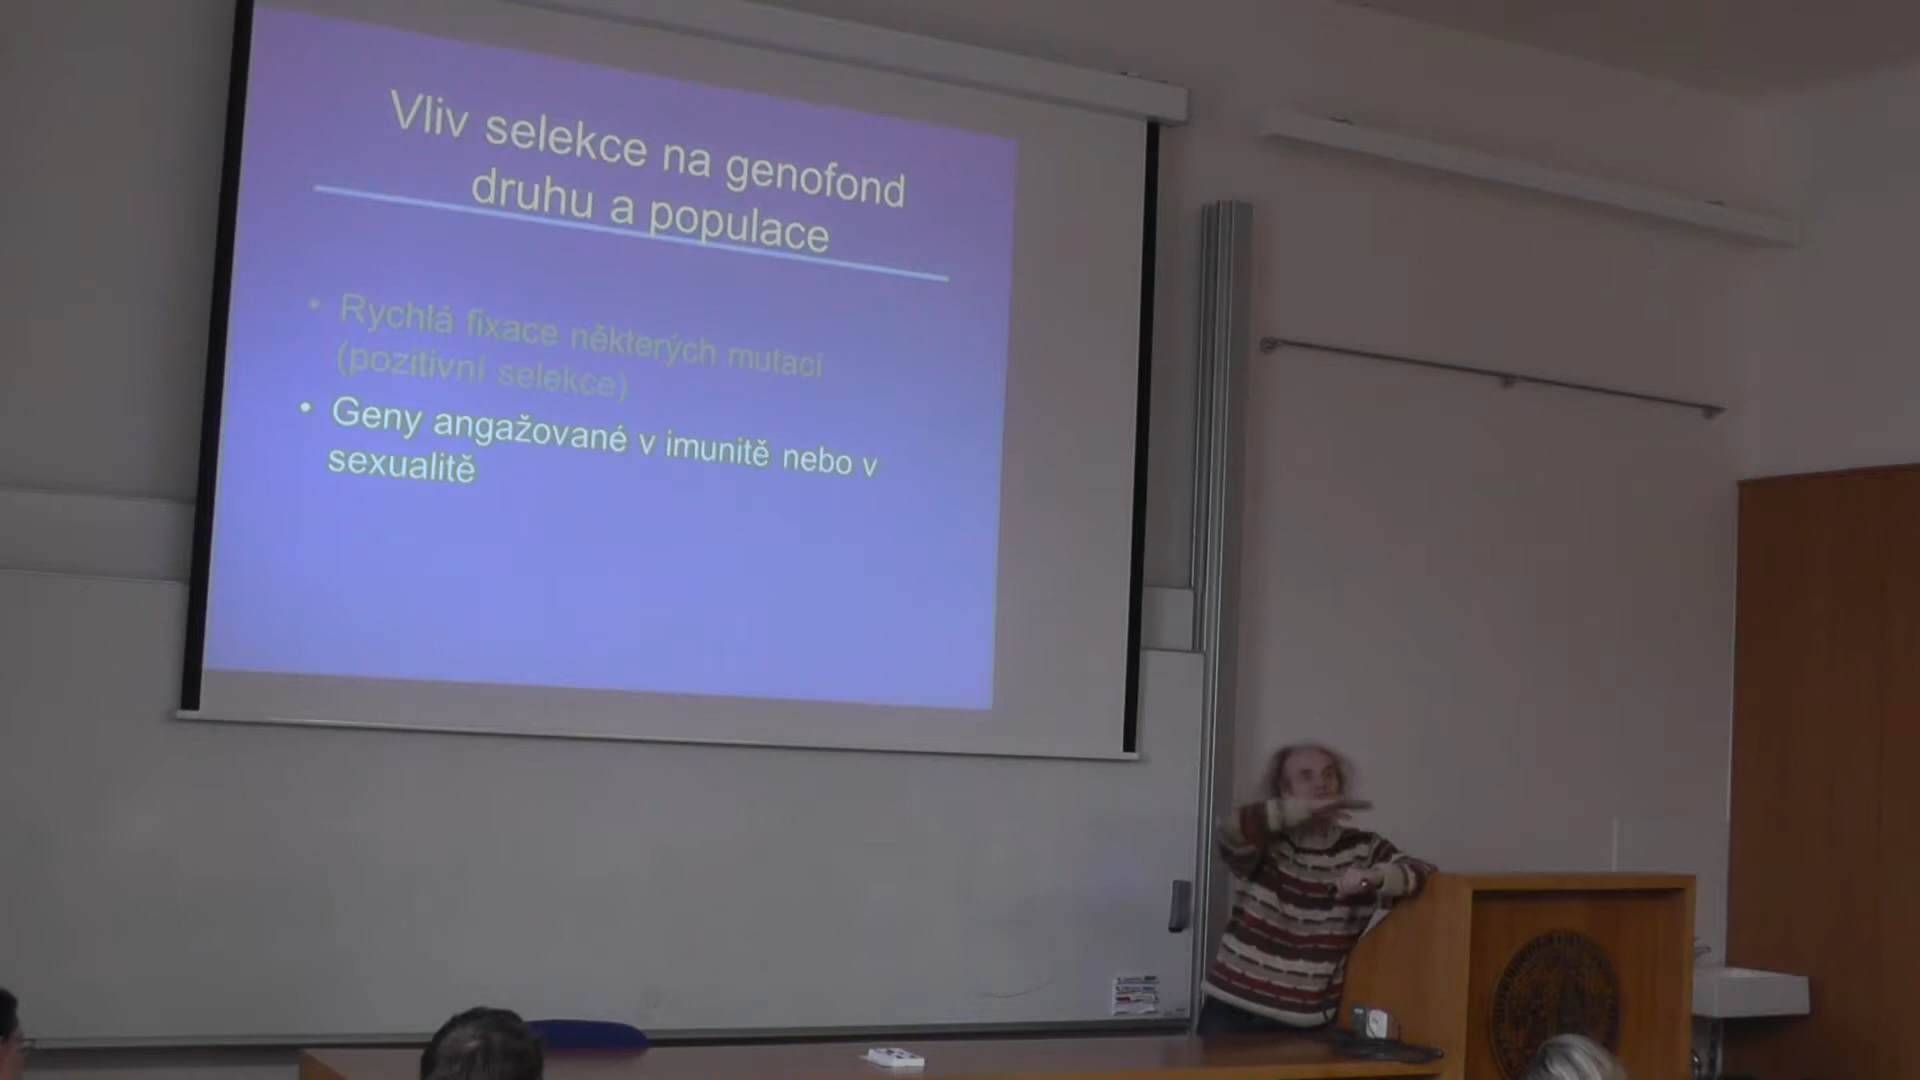 Vliv selekce na genofond
druhu a populace
• Rychlá fixace některých mutací
(pozitivní selekce)
• Geny angažované v imunitě nebo v
sexualitě